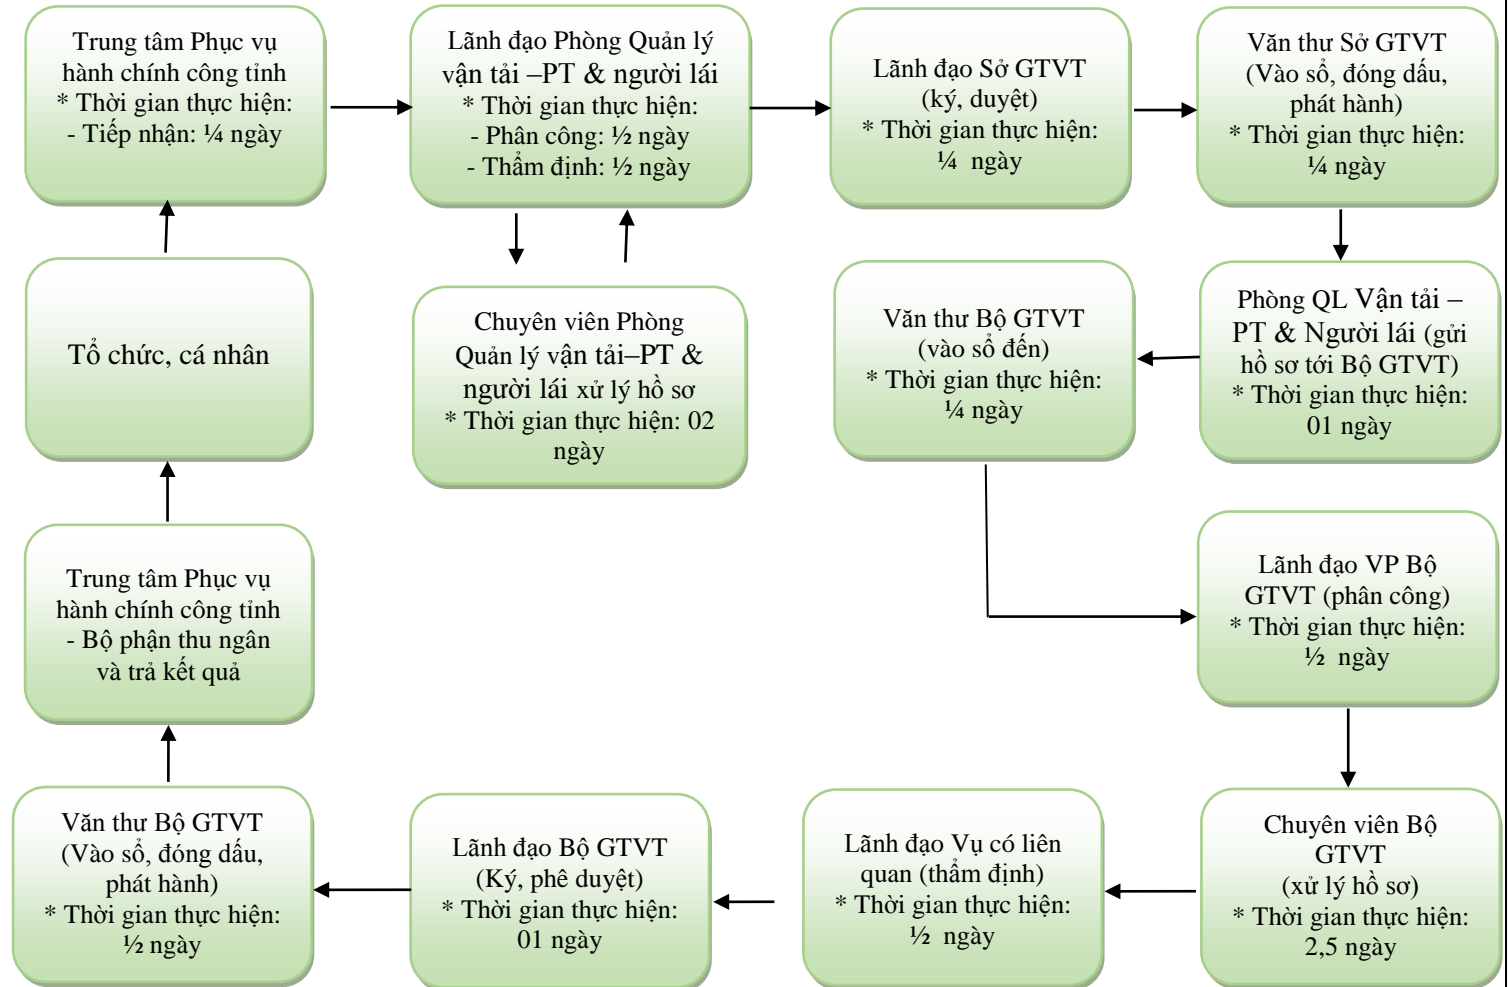 Trung tâm Phục vụ
hành chính công tỉnh
* Thời gian thực hiện:
- Tiếp nhận: ¼ ngày
Lãnh đạo Phòng Quản lý
vận tải –PT & người lái
* Thời gian thực hiện:
- Phân công: ½ ngày
- Thẩm định: ½ ngày
Lãnh đạo Sở GTVT
(ký, duyệt)
* Thời gian thực hiện:
¼ ngày
Văn thư Sở GTVT
(Vào sổ, đóng dấu,
phát hành)
* Thời gian thực hiện:
¼ ngày
Tổ chức, cá nhân
Chuyên viên Phòng
Quản lý vận tải–PT &
người lái xử lý hồ sơ
* Thời gian thực hiện: 02
ngày
Văn thư Bộ GTVT
(vào sổ đến)
* Thời gian thực hiện:
¼ ngày
Phòng QL Vận tải –
PT & Người lái (gửi
hồ sơ tới Bộ GTVT)
* Thời gian thực hiện:
01 ngày
Trung tâm Phục vụ
hành chính công tỉnh
- Bộ phận thu ngân
và trả kết quả
Lãnh đạo VP Bộ
GTVT (phân công)
* Thời gian thực hiện:
½ ngày
Văn thư Bộ GTVT
(Vào sổ, đóng dấu,
phát hành)
* Thời gian thực hiện:
½ ngày
Lãnh đạo Bộ GTVT
(Ký, phê duyệt)
* Thời gian thực hiện:
01 ngày
Lãnh đạo Vụ có liên
quan (thẩm định)
* Thời gian thực hiện:
½ ngày
Chuyên viên Bộ
GTVT
(xử lý hồ sơ)
* Thời gian thực hiện:
2,5 ngày